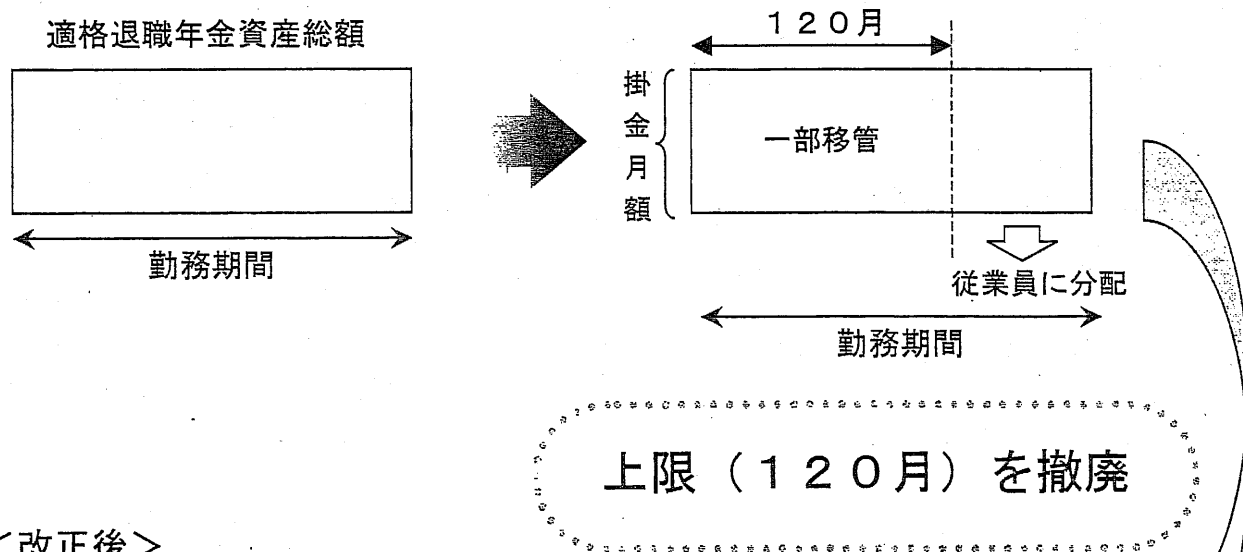 適格退職年金資産総額
勤務期間
120月
掛金月額
一部移管
従業員に分配
勤務期間
上限(120月)を撤廃
<改正後>